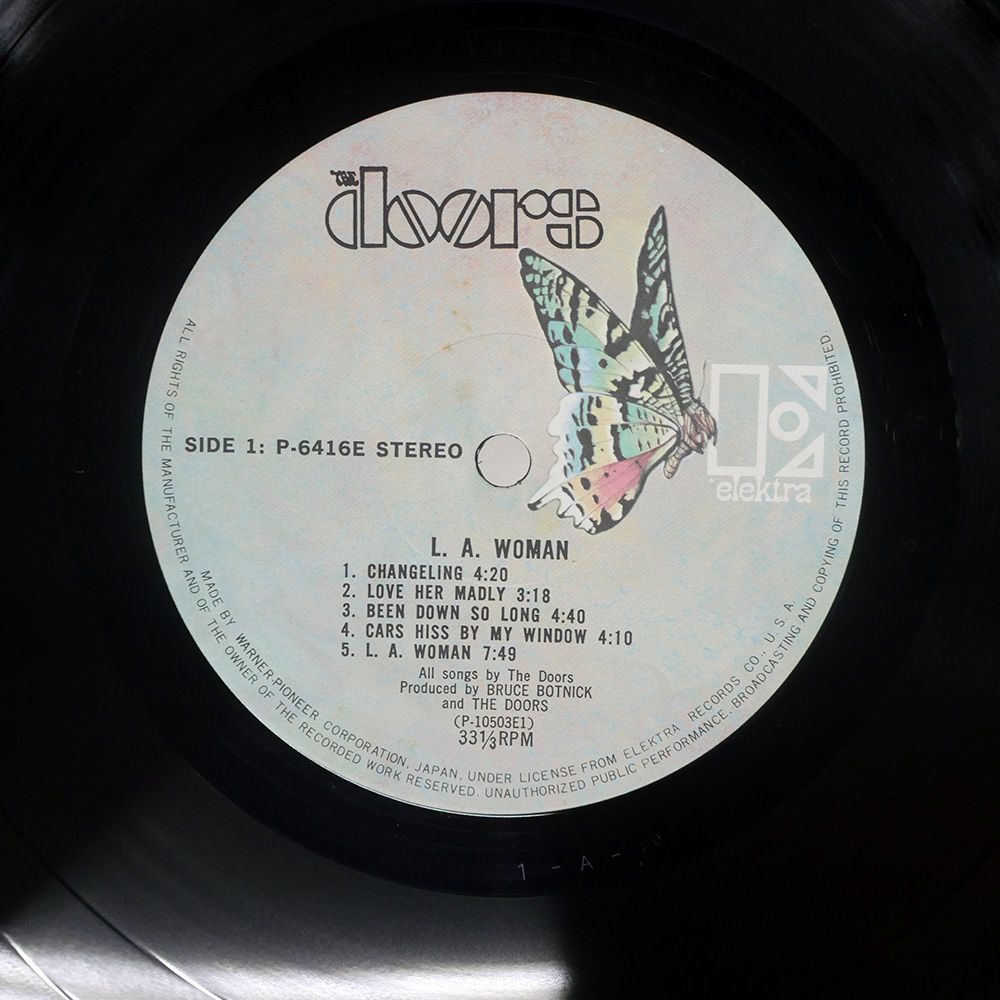 THE doors
SIDE 1: P-6416E STEREO
elektra
L. A. WOMAN
1. CHANGELING 4:20
2. LOVE HER MADLY 3:18
3. BEEN DOWN SO LONG 4:40
4. CARS HISS BY MY WINDOW 4:10
5. L. A. WOMAN 7:49
All songs by The Doors
Produced by BRUCE BOTNICK
and THE DOORS
(P-10503E1)
33⅓RPM
MADE BY WARNER-PIONEER CORPORATION, JAPAN, UNDER LICENSE FROM ELEKTRA RECORDS CO., U.S.A.
ALL RIGHTS OF THE MANUFACTURER AND OF THE OWNER OF THE RECORDED WORK RESERVED. UNAUTHORIZED PUBLIC PERFORMANCE, BROADCASTING AND COPYING OF THIS RECORD PROHIBITED
1-A-